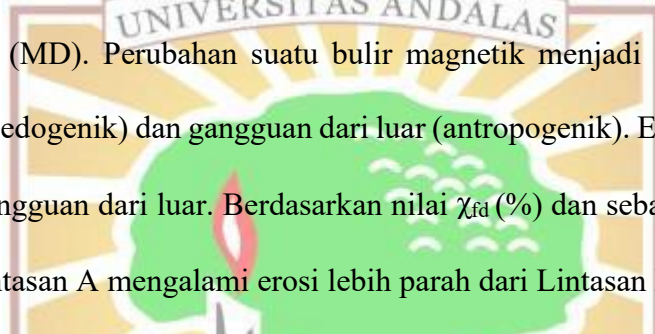 UNIVERSITAS ANDALAS
(MD). Perubahan suatu bulir magnetik menjadi
edogenik) dan gangguan dari luar (antropogenik). E
ngguan dari luar. Berdasarkan nilai χfd (%) dan seba
ntasan A mengalami erosi lebih parah dari Lintasan